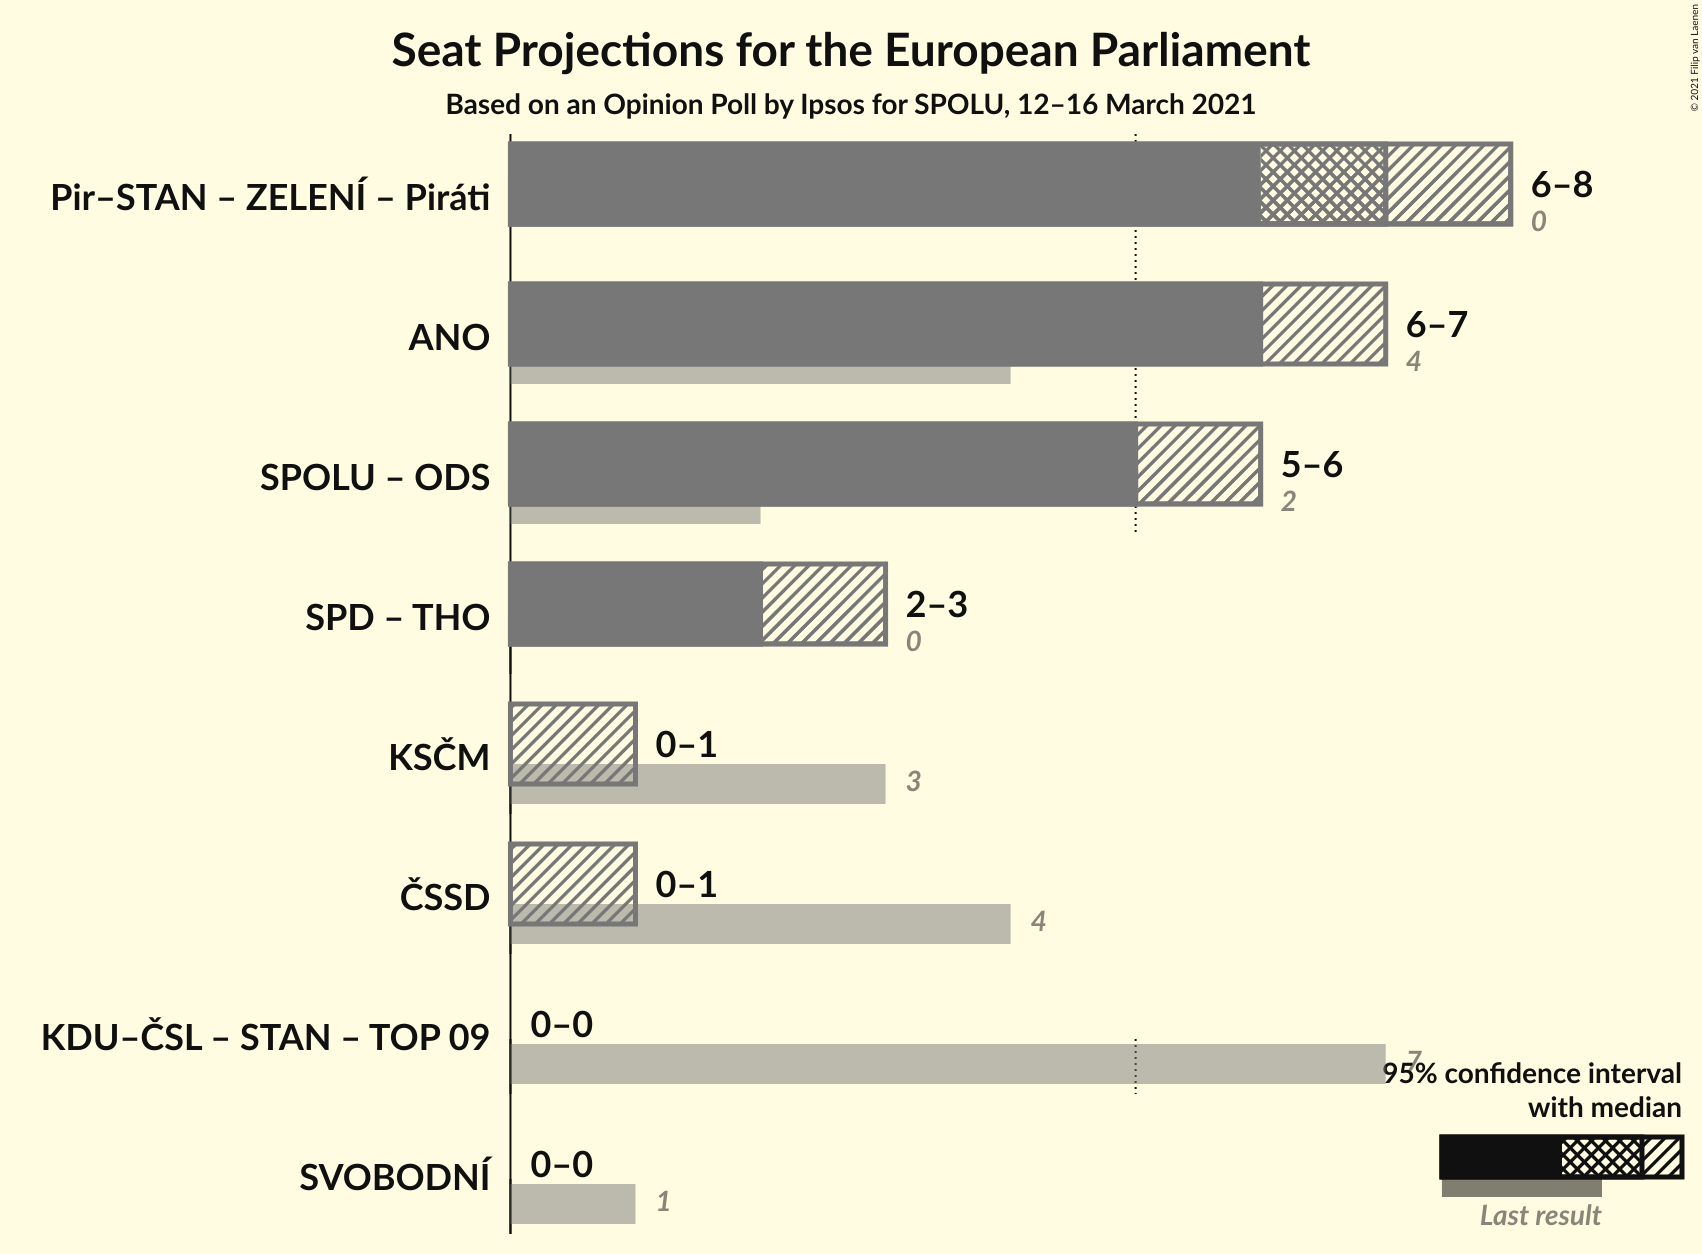 Seat Projections for the European Parliament
Based on an Opinion Poll by Ipsos for SPOLU, 12–16 March 2021
© 2021 Filip van Laenen
Pir–STAN – ZELENÍ – Piráti
6–8
0
ANO
6–7
4
SPOLU – ODS
5–6
2
SPD – THO
2–3
0
KSČM
0–1
3
ČSSD
0–1
4
KDU–ČSL – STAN – TOP 09
0–0
7
SVOBODNÍ
0–0
1
95% confidence interval
with median
Last result